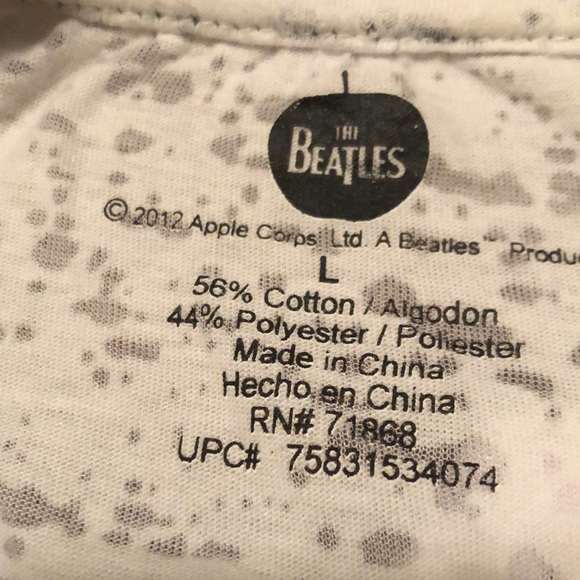 THE
BEATLES
© 2012 Apple Corps Ltd. A Beatles™ Produ
L
56% Cotton / Algodon
44% Polyester / Poliester
Made in China
Hecho en China
RN# 71868
UPC# 75831534074